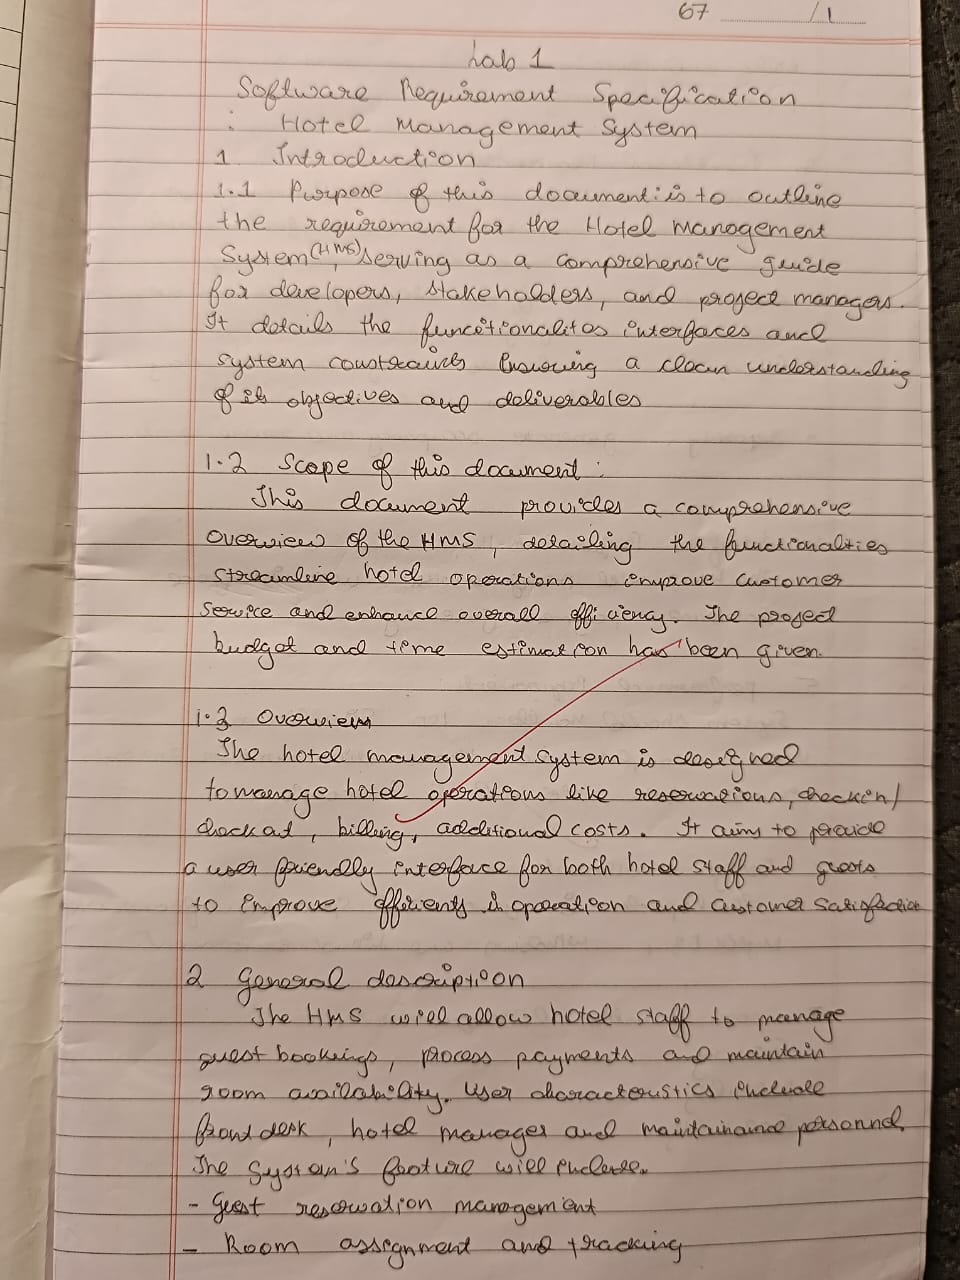 67 /1
Lab 1
Software Requirement Specification
: Hotel Management System
1. Introduction
1.1 Purpose of this document: is to outline
the requirement for the Hotel Management
System (HMS) serving as a comprehensive guide
for developers, stakeholders, and project managers.
It details the functionalitos interfaces and
system constraints Ensuring a clear understanding
of its objectives and deliverables
1.2 Scope of this document :
This document provides a comprehensive
overview of the HMS, detailing the functionalities
streamline hotel operations improve customer
service and enhance overall efficiency. The project
budget and time estimation has been given.
1.3 Overview
The hotel management system is designed
to manage hotel operations like reservations, checkin/
checkout, billing, additional costs. It aims to provide
a user friendly interface for both hotel staff and guests
to improve in operation and customer satisfaction
2 General description
The HMS will allow hotel staff to manage
guest bookings, process payments and maintain
room availability. User characteristics include
front desk, hotel manager and personnel.
The System's feature will include.
- Guest reservation management
- Room assignment and tracking